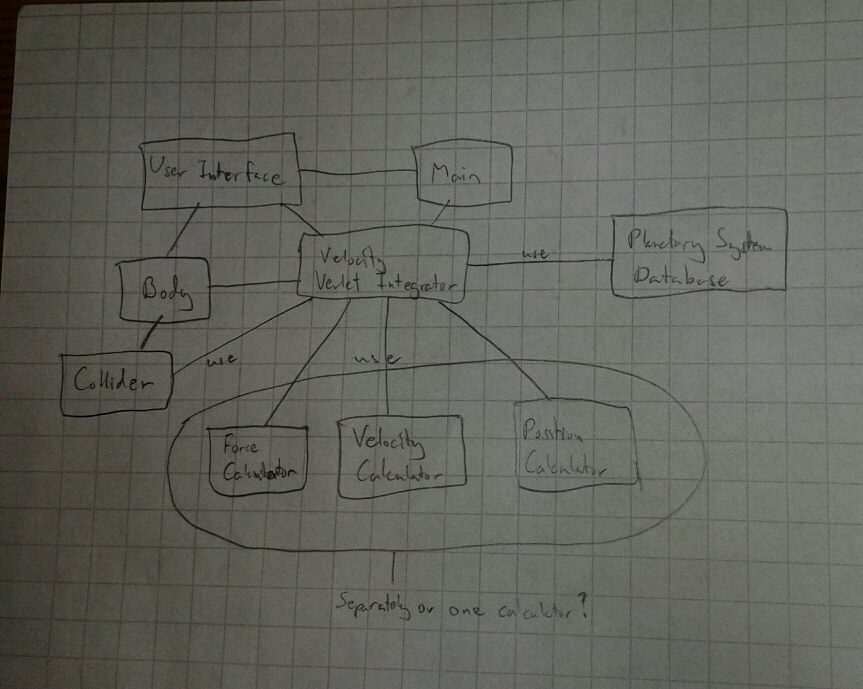 User Interface
Main
Velocity
Verlet Integrator
use
Planetary System
Database
Body
Collider
use
use
Force
Calculator
Velocity
Calculator
Position
Calculator
Separately or one calculator?